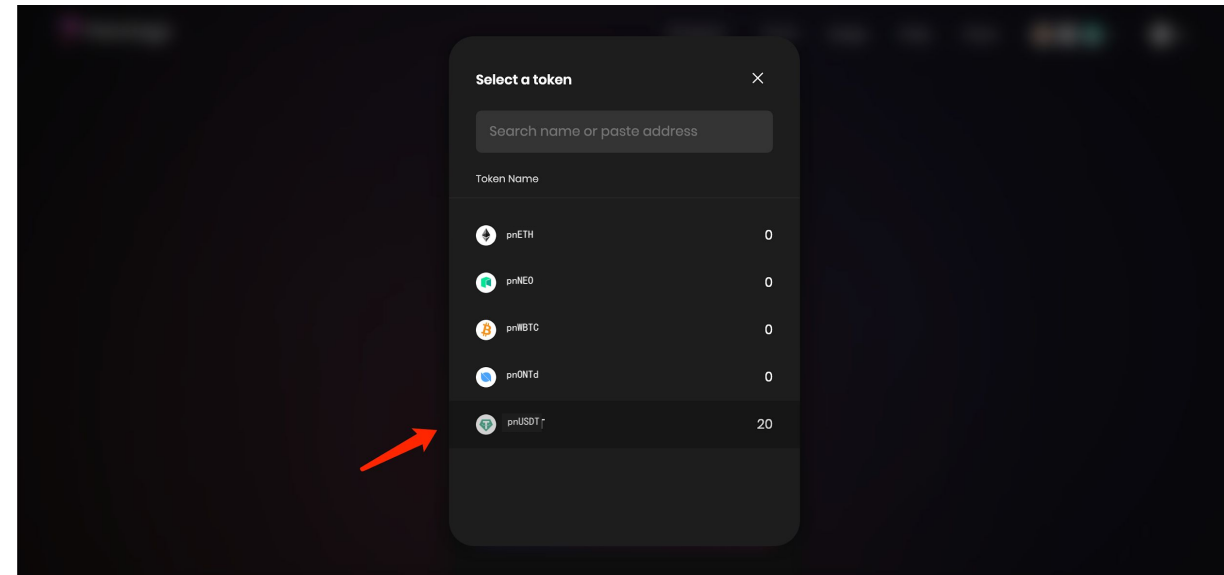 Select a token
Search name or paste address
Token Name
pnETH 0
pnNEO 0
pnWBTC 0
pnONTd 0
pnUSDT 20